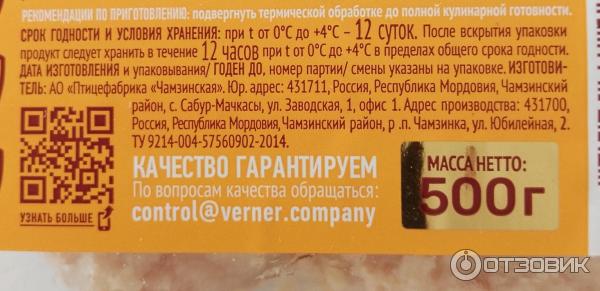 РЕКОМЕНДАЦИИ ПО ПРИГОТОВЛЕНИЮ: подвергнуть термической обработке до полной кулинарной готовности.
СРОК ГОДНОСТИ И УСЛОВИЯ ХРАНЕНИЯ: при t от 0°С до +4°С – 12 СУТОК. После вскрытия упаковки
продукт следует хранить в течение 12 ЧАСОВ при t от 0°С до +4°С в пределах общего срока годности.
ДАТА ИЗГОТОВЛЕНИЯ и упаковывания/ ГОДЕН ДО, номер партии/ смены указаны на упаковке. ИЗГОТОВИ-
ТЕЛЬ: АО «Птицефабрика «Чамзинская». Юр. адрес: 431711, Россия, Республика Мордовия, Чамзинский
район, с. Сабур-Мачкасы, ул. Заводская, 1, офис 1. Адрес производства: 431700,
Россия, Республика Мордовия, Чамзинский район, р .п. Чамзинка, ул. Юбилейная, 2.
ТУ 9214-004-57560902-2014.
КАЧЕСТВО ГАРАНТИРУЕМ
По вопросам качества обращаться:
control@verner.company
УЗНАТЬ БОЛЬШЕ
МАССА НЕТТО:
500 г
ОТЗОВИК